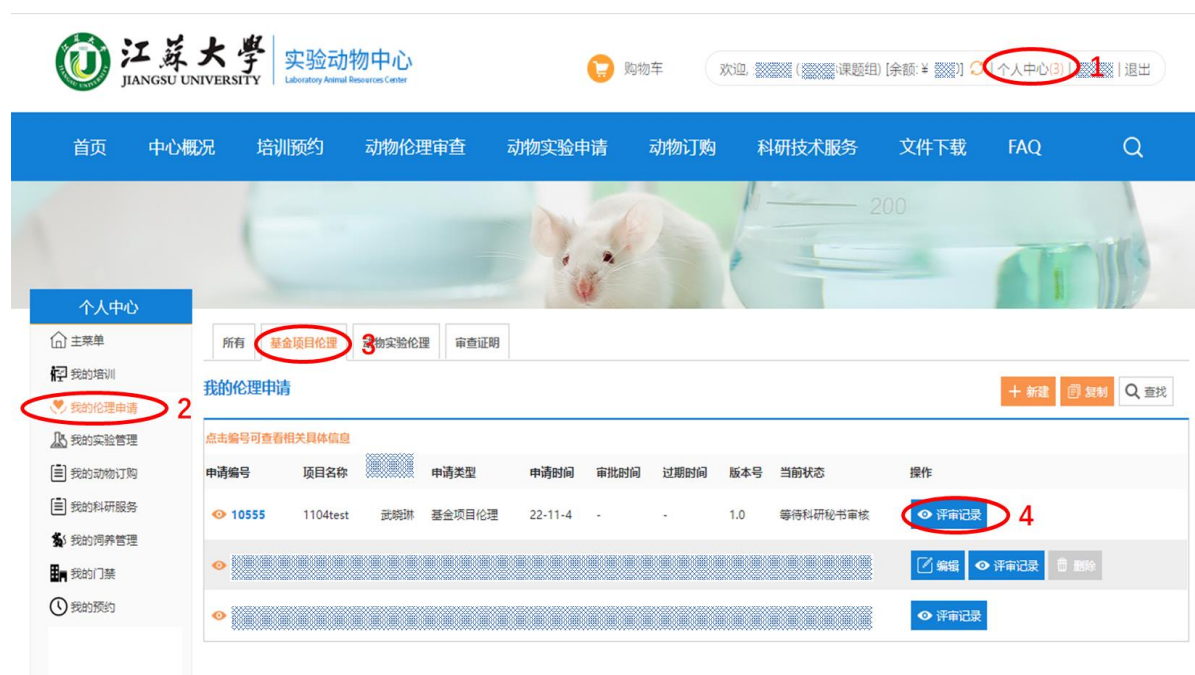 江苏大學
JIANGSU UNIVERSITY
实验动物中心
Laboratory Animal Resources Center
购物车
欢迎, ( 课题组) [余额: ¥ )] | 个人中心(3) | | 退出
1
首页 中心概况 培训预约 动物伦理审查 动物实验申请 动物订购 科研技术服务 文件下载 FAQ
200
个人中心
主菜单
我的培训
我的伦理申请 2
我的实验管理
我的动物订购
我的科研服务
我的饲养管理
我的门禁
我的预约
所有 基金项目伦理 3 动物实验伦理 审查证明
我的伦理申请
+ 新建 复制 查找
点击编号可查看相关具体信息
申请编号 项目名称 申请类型 申请时间 审批时间 过期时间 版本号 当前状态 操作
10555 1104test 武晓琳 基金项目伦理 22-11-4 - - 1.0 等待科研秘书审核 评审记录 4
编辑 评审记录 删除
评审记录